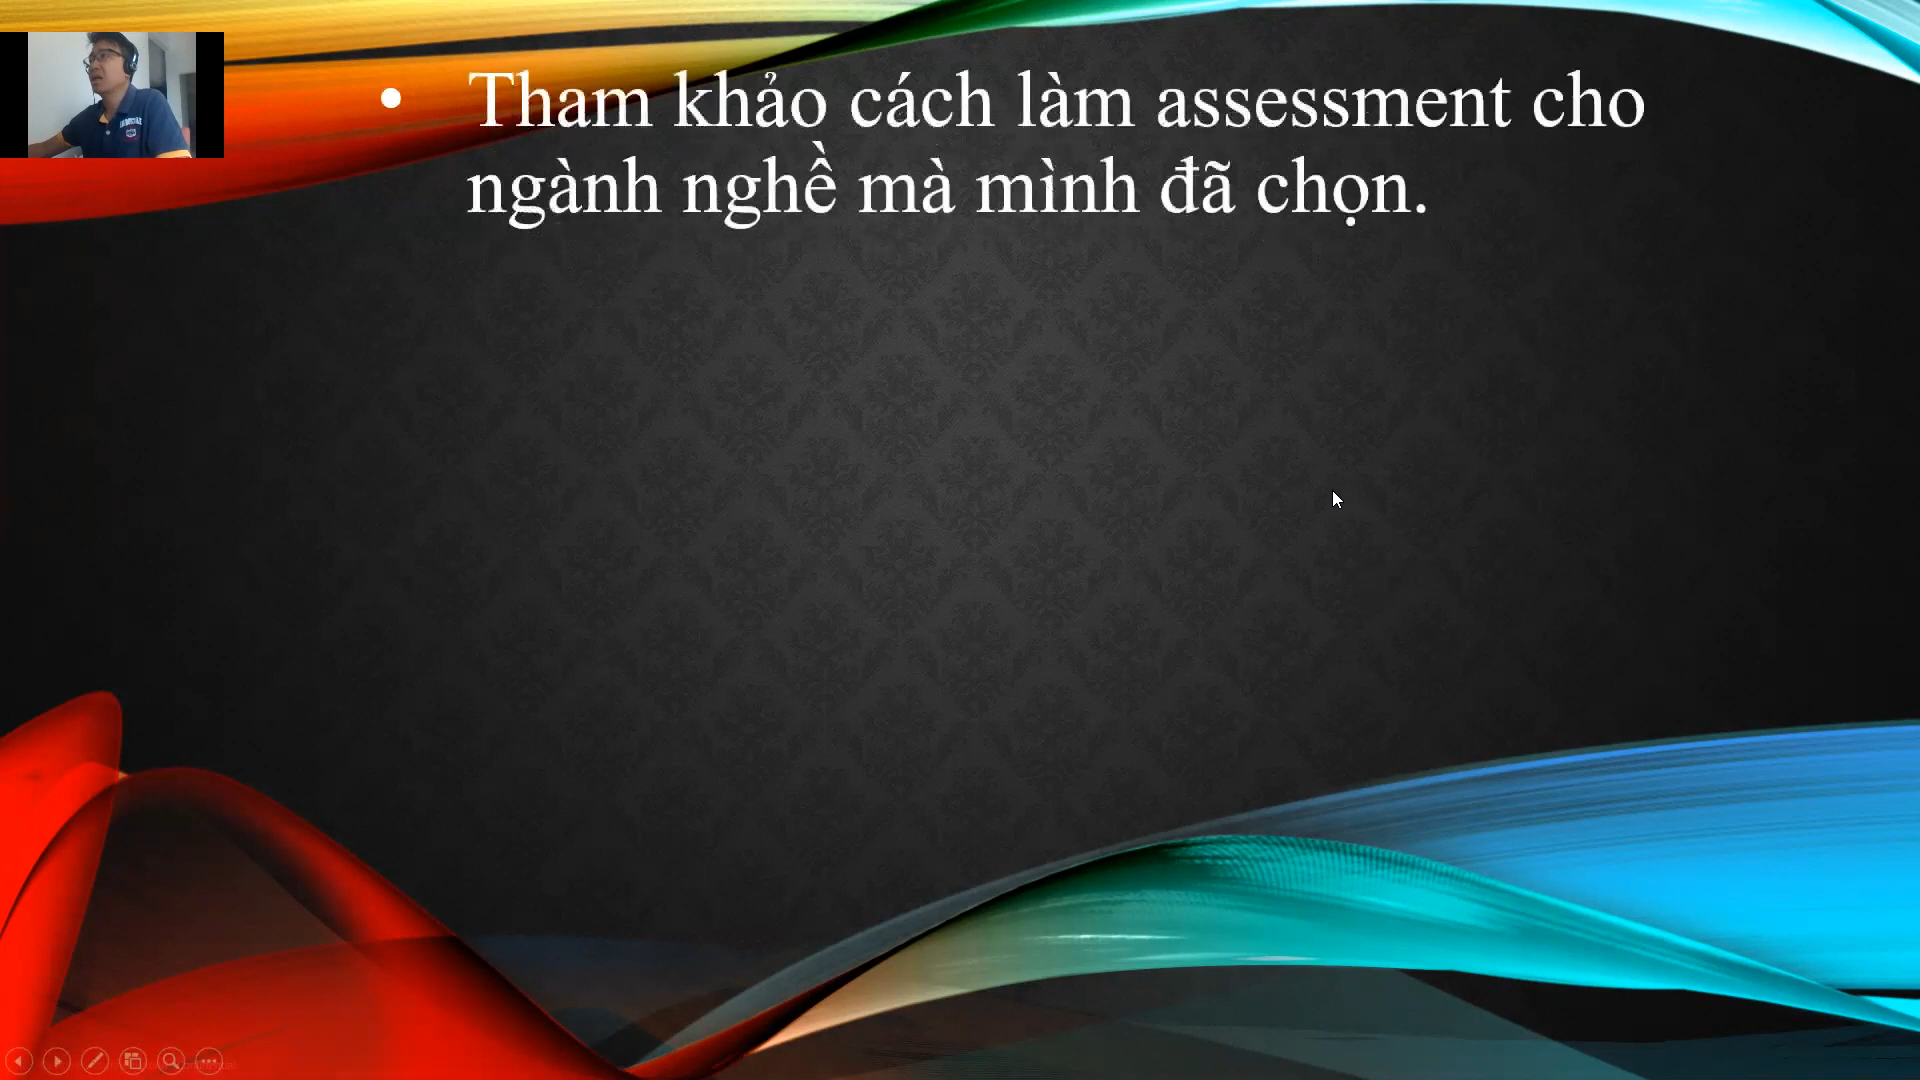 • Tham khảo cách làm assessment cho
ngành nghề mà mình đã chọn.